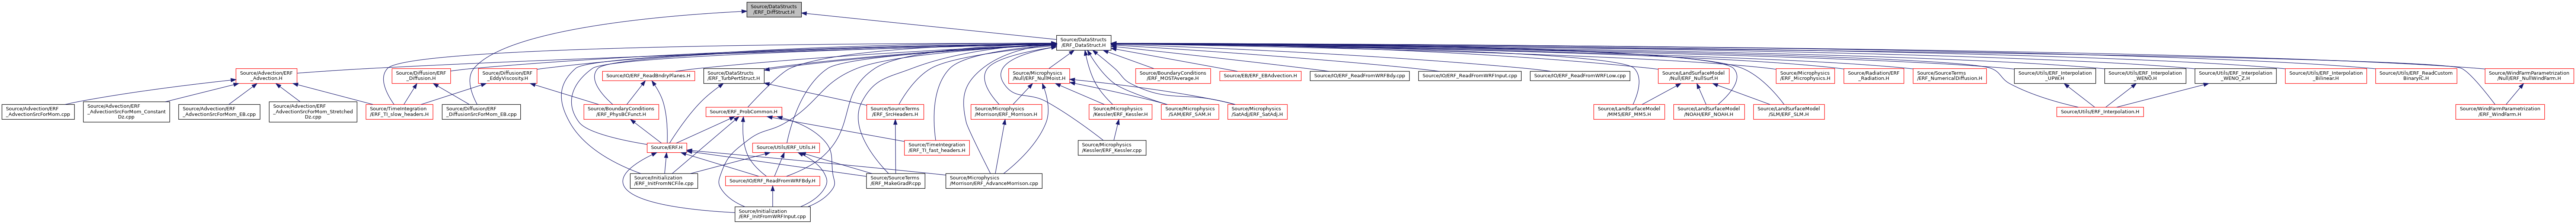 Source/DataStructs
/ERF_DiffStruct.H
Source/DataStructs
/ERF_DataStruct.H
Source/Advection/ERF
_Advection.H
Source/Diffusion/ERF
_Diffusion.H
Source/Diffusion/ERF
_EddyViscosity.H
Source/IO/ERF_ReadBndryPlanes.H
Source/DataStructs
/ERF_TurbPertStruct.H
Source/Microphysics
/Null/ERF_NullMoist.H
Source/BoundaryConditions
/ERF_MOSTAverage.H
Source/EB/ERF_EBAdvection.H
Source/IO/ERF_ReadFromWRFBdy.cpp
Source/IO/ERF_ReadFromWRFInput.cpp
Source/IO/ERF_ReadFromWRFLow.cpp
Source/LandSurfaceModel
/Null/ERF_NullSurf.H
Source/Microphysics
/ERF_Microphysics.H
Source/Radiation/ERF
_Radiation.H
Source/SourceTerms
/ERF_NumericalDiffusion.H
Source/Utils/ERF_Interpolation
_UPW.H
Source/Utils/ERF_Interpolation
_WENO.H
Source/Utils/ERF_Interpolation
_WENO_Z.H
Source/Utils/ERF_Interpolation
_Bilinear.H
Source/Utils/ERF_ReadCustom
BinaryIC.H
Source/WindFarmParametrization
/Null/ERF_NullWindFarm.H
Source/Advection/ERF
_AdvectionSrcForMom.cpp
Source/Advection/ERF
_AdvectionSrcForMom_Constant
Dz.cpp
Source/Advection/ERF
_AdvectionSrcForMom_EB.cpp
Source/Advection/ERF
_AdvectionSrcForMom_Stretched
Dz.cpp
Source/TimeIntegration
/ERF_TI_slow_headers.H
Source/Diffusion/ERF
_DiffusionSrcForMom_EB.cpp
Source/BoundaryConditions
/ERF_PhysBCFunct.H
Source/ERF_ProbCommon.H
Source/SourceTerms
/ERF_SrcHeaders.H
Source/Microphysics
/Morrison/ERF_Morrison.H
Source/Microphysics
/Kessler/ERF_Kessler.H
Source/Microphysics
/SAM/ERF_SAM.H
Source/Microphysics
/SatAdj/ERF_SatAdj.H
Source/LandSurfaceModel
/MM5/ERF_MM5.H
Source/LandSurfaceModel
/NOAH/ERF_NOAH.H
Source/LandSurfaceModel
/SLM/ERF_SLM.H
Source/Utils/ERF_Interpolation.H
Source/WindFarmParametrization
/ERF_WindFarm.H
Source/ERF.H
Source/Utils/ERF_Utils.H
Source/TimeIntegration
/ERF_TI_fast_headers.H
Source/Microphysics
/Kessler/ERF_Kessler.cpp
Source/Initialization
/ERF_InitFromNCFile.cpp
Source/IO/ERF_ReadFromWRFBdy.H
Source/SourceTerms
/ERF_MakeGradP.cpp
Source/Microphysics
/Morrison/ERF_AdvanceMorrison.cpp
Source/Initialization
/ERF_InitFromWRFInput.cpp